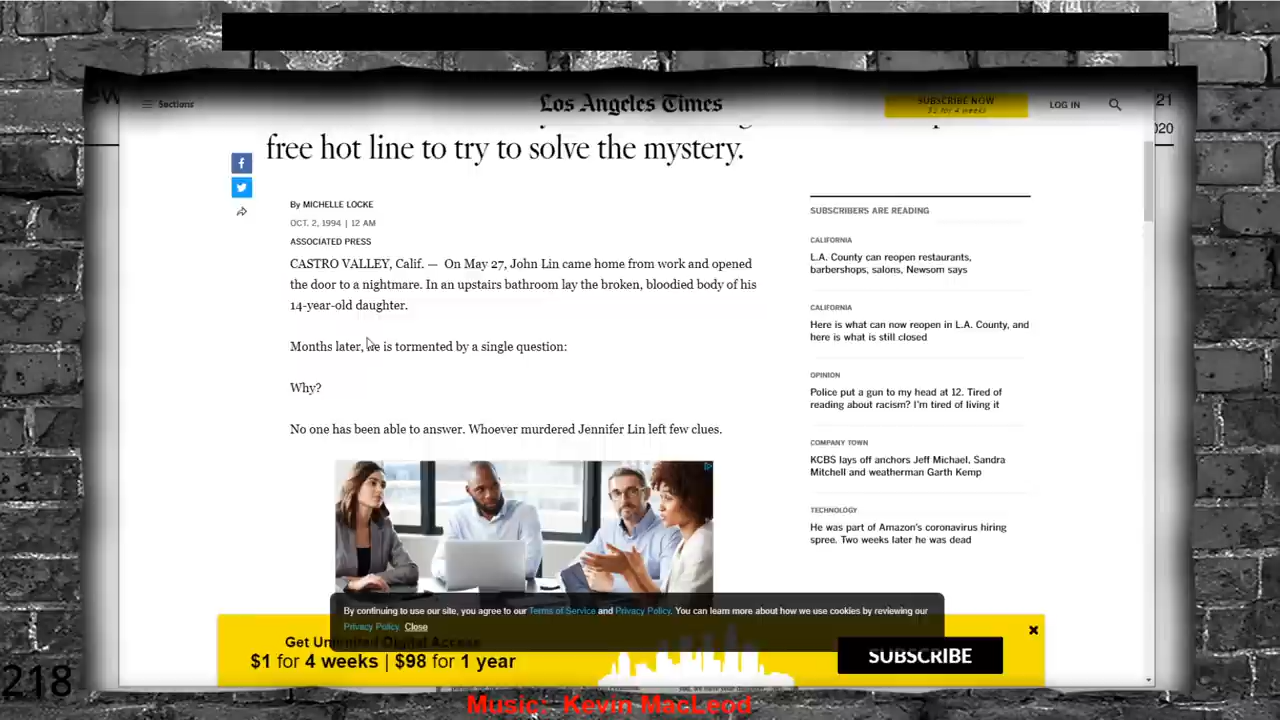 Sections
Los Angeles Times
SUBSCRIBE NOW
$1 for 4 weeks
LOG IN
21
020
free hot line to try to solve the mystery.
By MICHELLE LOCKE
OCT. 2, 1994 | 12 AM
ASSOCIATED PRESS
CASTRO VALLEY, Calif. — On May 27, John Lin came home from work and opened
the door to a nightmare. In an upstairs bathroom lay the broken, bloodied body of his
14-year-old daughter.
Months later, he is tormented by a single question:
Why?
No one has been able to answer. Whoever murdered Jennifer Lin left few clues.
SUBSCRIBERS ARE READING
CALIFORNIA
L.A. County can reopen restaurants,
barbershops, salons, Newsom says
CALIFORNIA
Here is what can now reopen in L.A. County, and
here is what is still closed
OPINION
Police put a gun to my head at 12. Tired of
reading about racism? I'm tired of living it
COMPANY TOWN
KCBS lays off anchors Jeff Michael, Sandra
Mitchell and weatherman Garth Kemp
TECHNOLOGY
He was part of Amazon's coronavirus hiring
spree. Two weeks later he was dead
By continuing to use our site, you agree to our Terms of Service and Privacy Policy. You can learn more about how we use cookies by reviewing our
Privacy Policy. Close
Get Unlimited Digital Access
$1 for 4 weeks | $98 for 1 year
SUBSCRIBE
218
Music: Kevin MacLeod